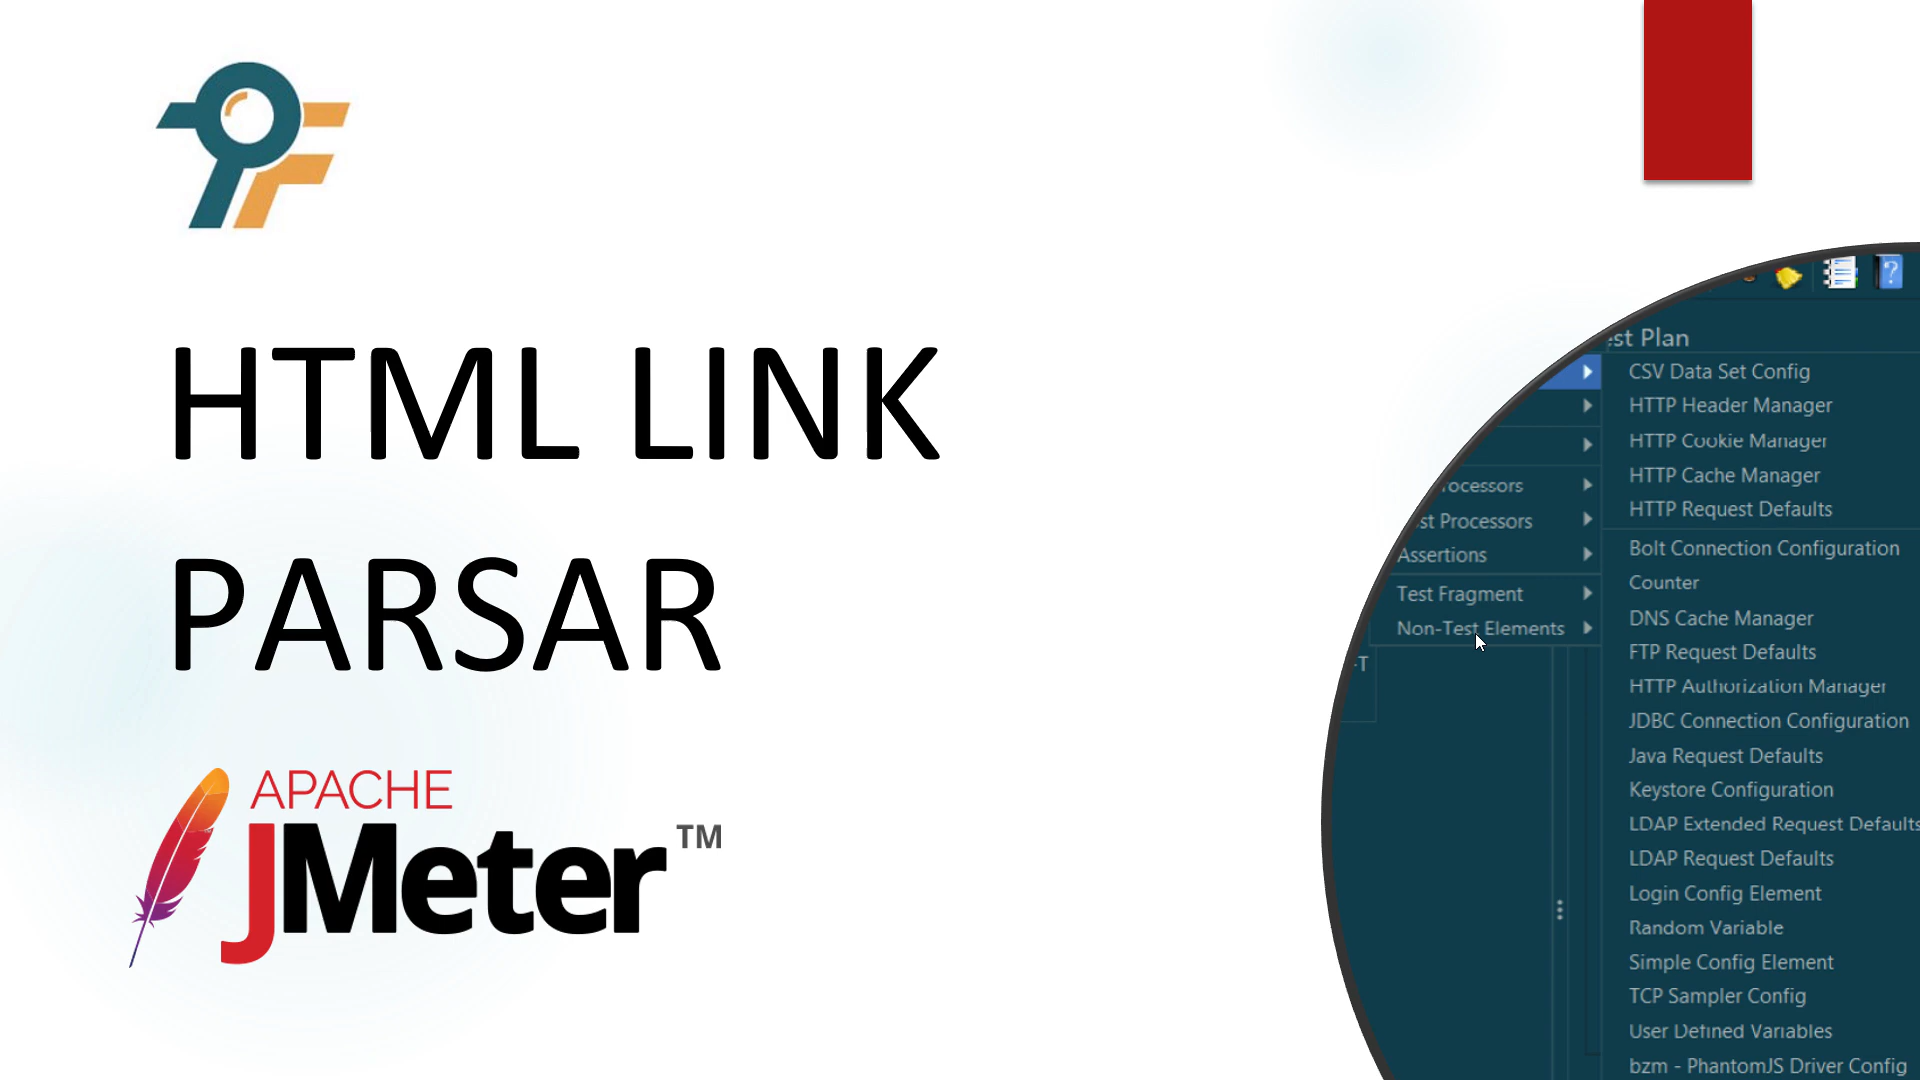 HTML LINK
PARSAR
APACHE
JMeter™
st Plan
CSV Data Set Config
HTTP Header Manager
HTTP Cookie Manager
HTTP Cache Manager
HTTP Request Defaults
rocessors
st Processors
Assertions
Test Fragment
Non-Test Elements
-T
Bolt Connection Configuration
Counter
DNS Cache Manager
FTP Request Defaults
HTTP Authorization Manager
JDBC Connection Configuration
Java Request Defaults
Keystore Configuration
LDAP Extended Request Defaults
LDAP Request Defaults
Login Config Element
Random Variable
Simple Config Element
TCP Sampler Config
User Defined Variables
bzm - PhantomJS Driver Config